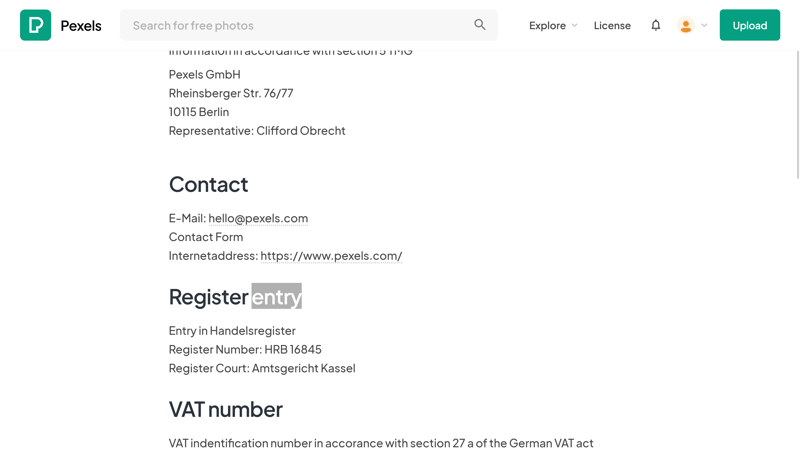 Pexels
Search for free photos
Explore
License
Upload
Information in accordance with section 5 TMG
Pexels GmbH
Rheinsberger Str. 76/77
10115 Berlin
Representative: Clifford Obrecht
Contact
E-Mail: hello@pexels.com
Contact Form
Internetaddress: https://www.pexels.com/
Register entry
Entry in Handelsregister
Register Number: HRB 16845
Register Court: Amtsgericht Kassel
VAT number
VAT indentification number in accorance with section 27 a of the German VAT act